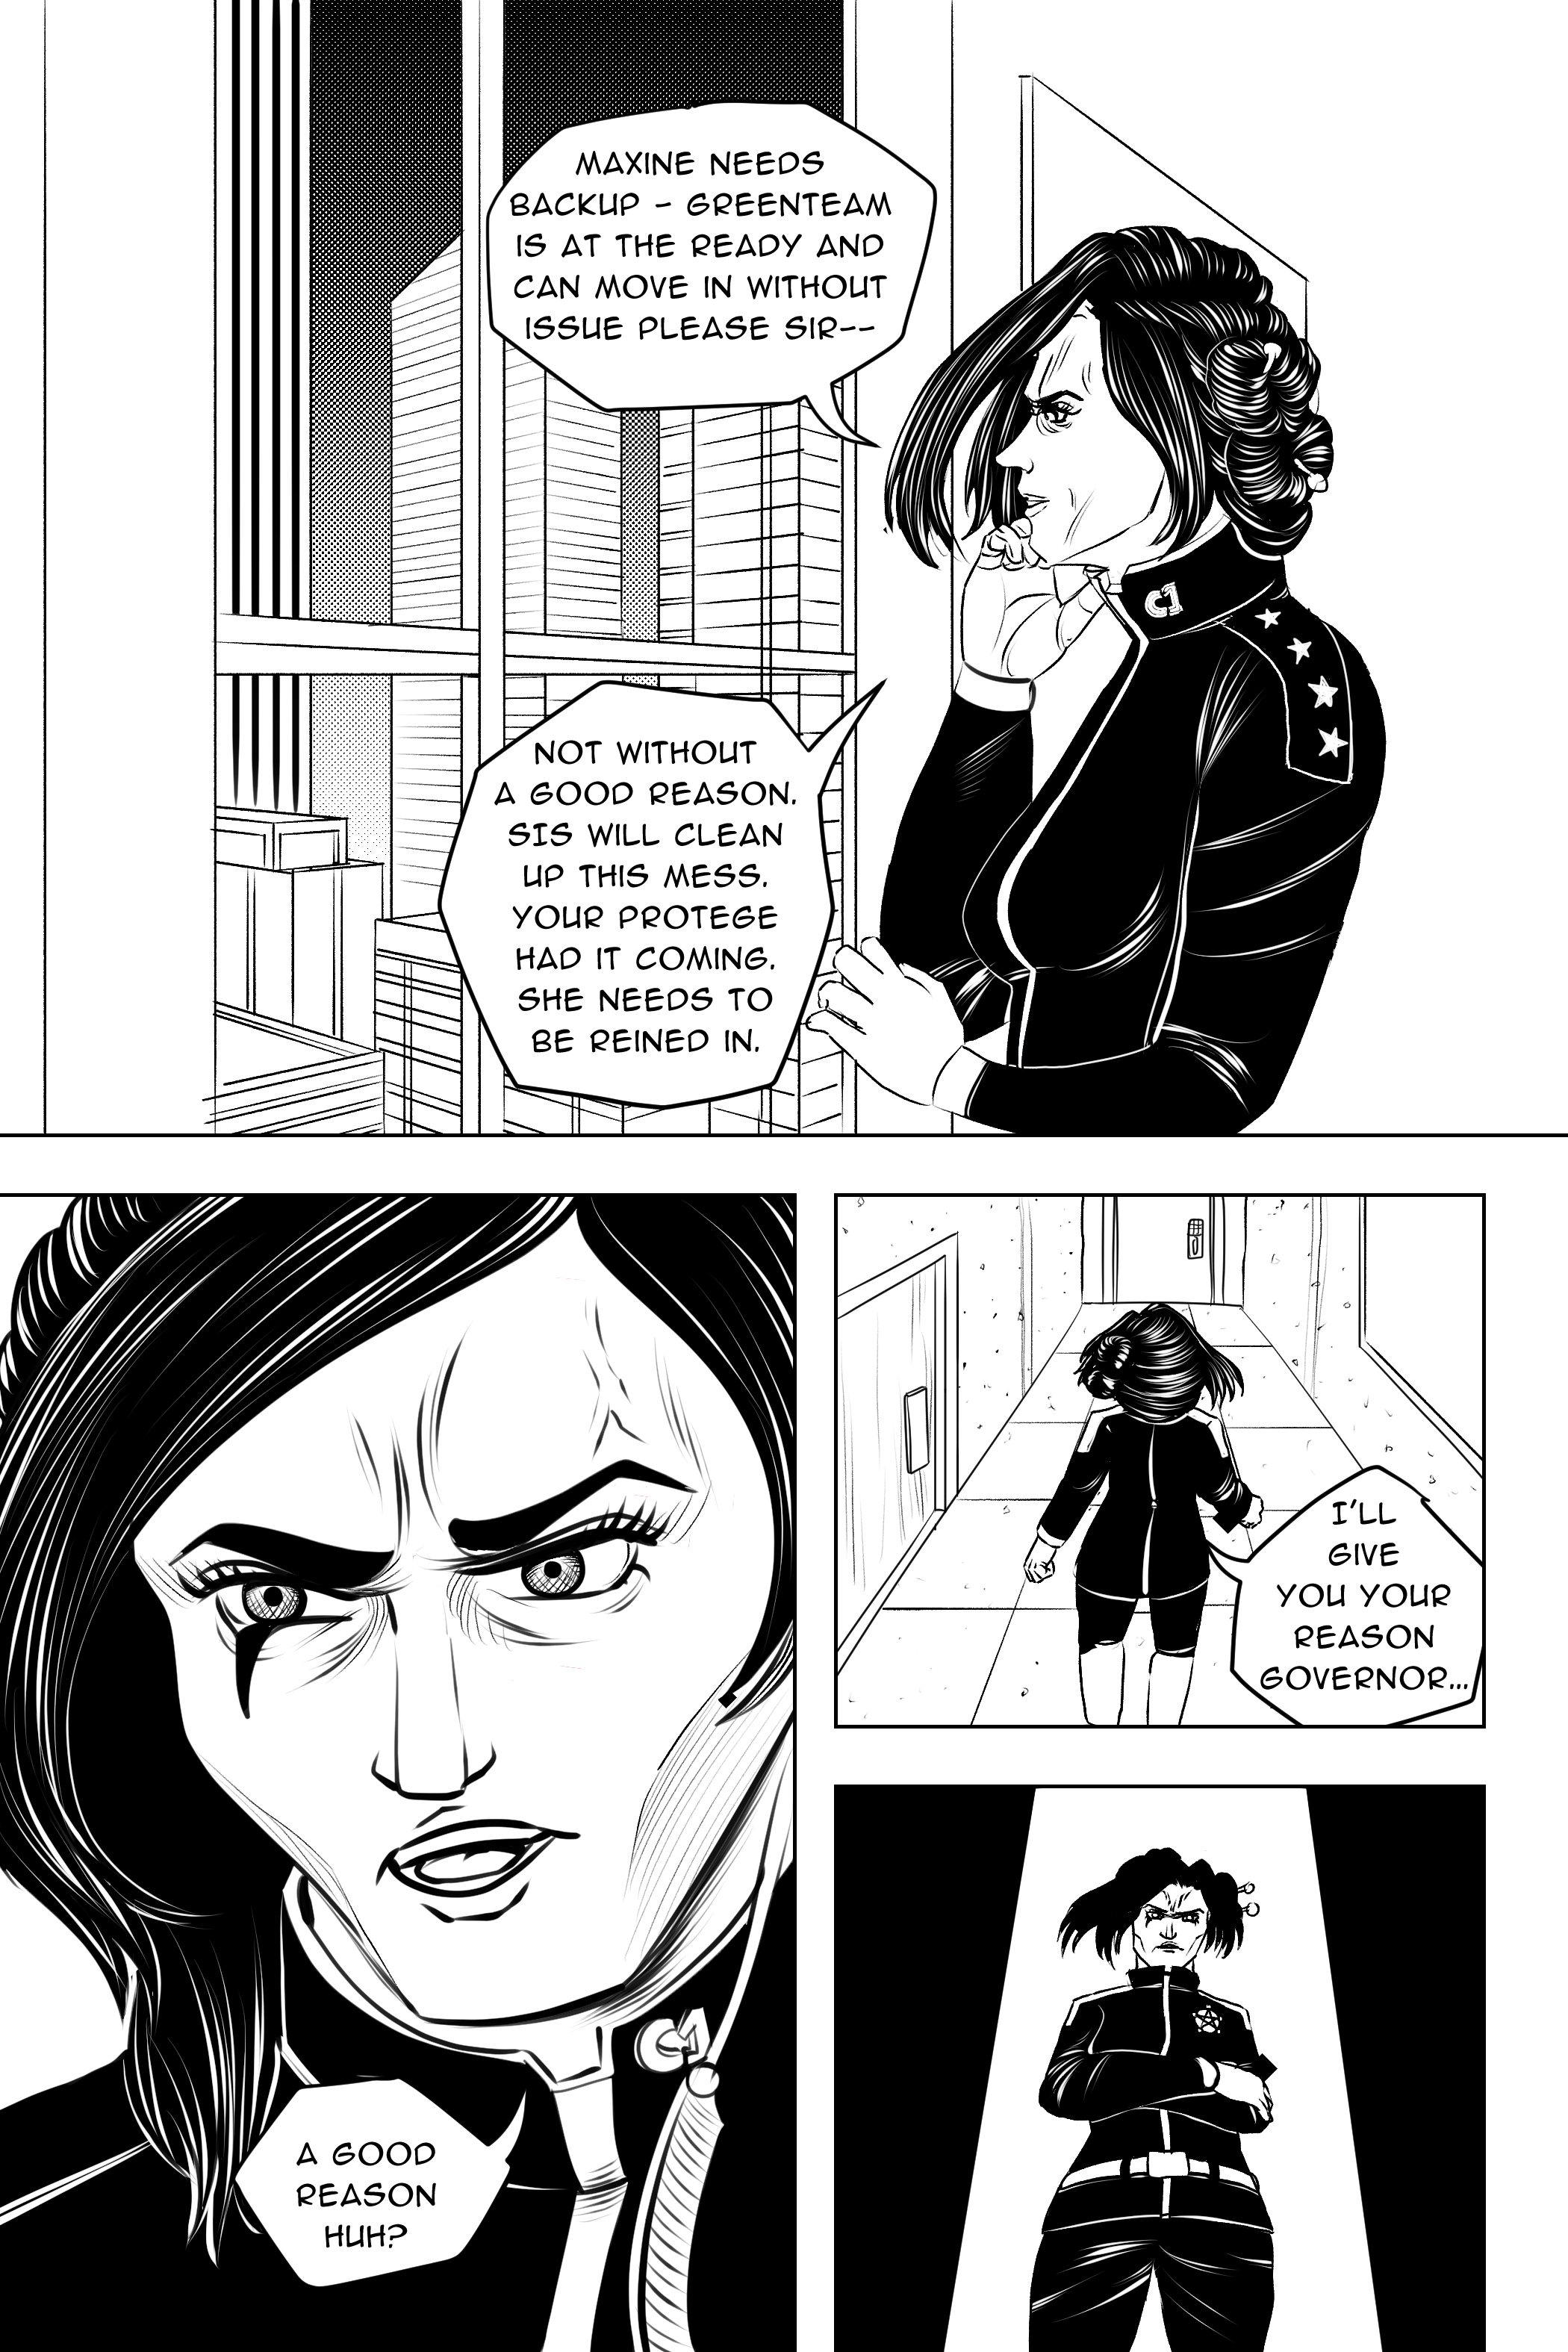 MAXINE NEEDS
BACKUP - GREENTEAM
IS AT THE READY AND
CAN MOVE IN WITHOUT
ISSUE PLEASE SIR--
C1
NOT WITHOUT
A GOOD REASON.
SIS WILL CLEAN
UP THIS MESS.
YOUR PROTEGE
HAD IT COMING.
SHE NEEDS TO
BE REINED IN.
A GOOD
REASON
HUH?
C1
I'LL
GIVE
YOU YOUR
REASON
GOVERNOR...